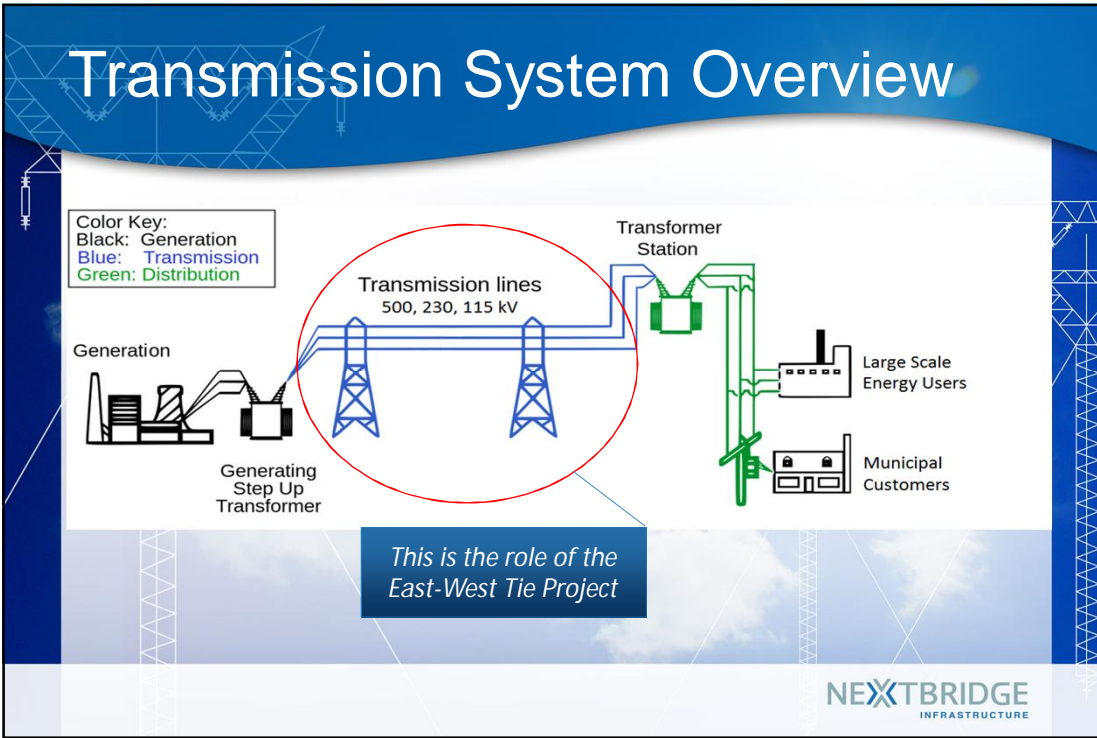 Transmission System Overview
Color Key:
Black: Generation
Blue: Transmission
Green: Distribution
Transmission lines
500, 230, 115 kV
Transformer
Station
Generation
Generating
Step Up
Transformer
Large Scale
Energy Users
Municipal
Customers
This is the role of the
East-West Tie Project
NEXTBRIDGE
INFRASTRUCTURE